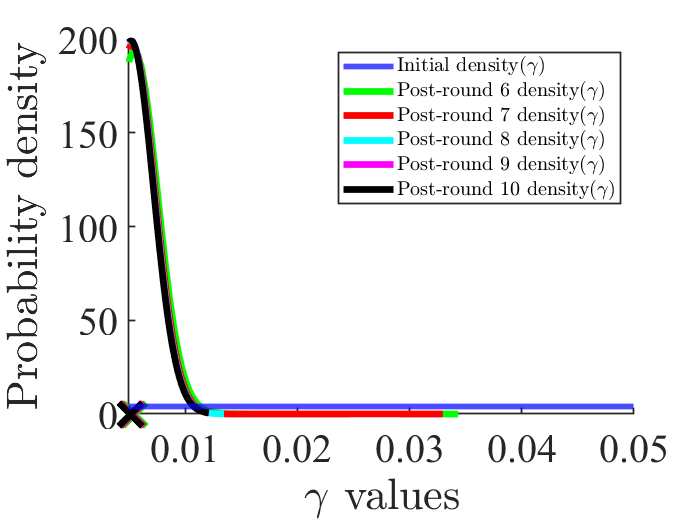 200
150
100
50
0
Probability density
Initial density(γ)
Post-round 6 density(γ)
Post-round 7 density(γ)
Post-round 8 density(γ)
Post-round 9 density(γ)
Post-round 10 density(γ)
0.01 0.02 0.03 0.04 0.05
γ values